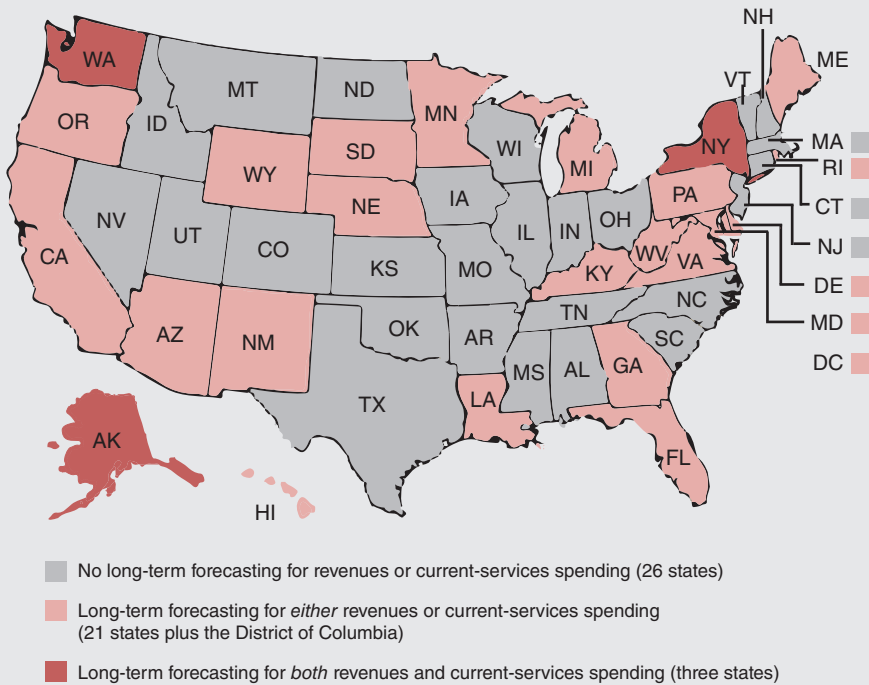 NH
WA
MT
ND
VT
ME
MN
OR
ID
WI
NY
MA
SD
MI
RI
WY
PA
IA
NE
CT
NV
OH
IL
IN
UT
CO
NJ
CA
WV
KS
MO
VA
KY
DE
NC
TN
MD
OK
AZ
NM
AR
SC
DC
MS
AL
GA
LA
TX
AK
FL
HI
No long-term forecasting for revenues or current-services spending (26 states)
Long-term forecasting for either revenues or current-services spending
(21 states plus the District of Columbia)
Long-term forecasting for both revenues and current-services spending (three states)